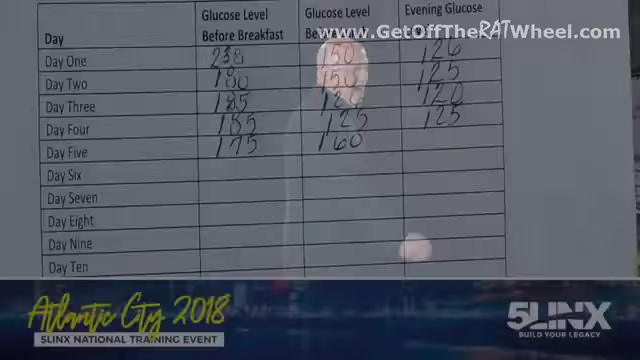 www.GetOffTheRATWheel.com
Day Glucose Level Before Breakfast Glucose Level Evening Glucose
Day One 238 150 126
Day Two 180 150 125
Day Three 185 120
Day Four 185 125 125
Day Five 175 160
Day Six
Day Seven
Day Eight
Day Nine
Day Ten
Atlantic City 2018
5LINX NATIONAL TRAINING EVENT
5LINX
BUILD YOUR LEGACY